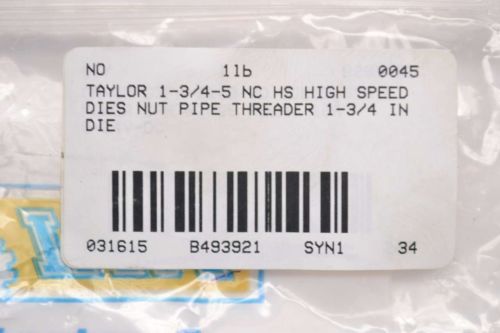 NO 1lb 0045
TAYLOR 1-3/4-5 NC HS HIGH SPEED
DIES NUT PIPE THREADER 1-3/4 IN
DIE
031615 B493921 SYN1 34